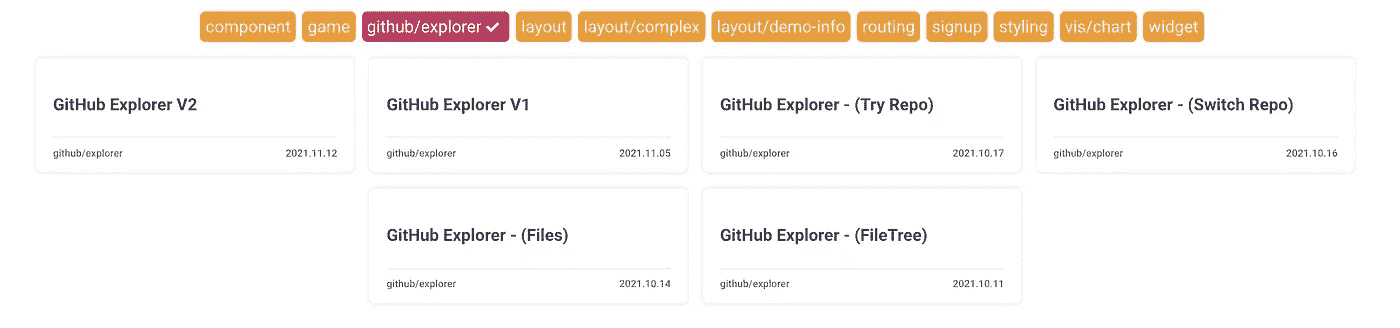 component game github/explorer layout layout/complex layout/demo-info routing signup styling vis/chart widget
GitHub Explorer V2
github/explorer 2021.11.12
GitHub Explorer V1
github/explorer 2021.11.05
GitHub Explorer - (Try Repo)
github/explorer 2021.10.17
GitHub Explorer - (Switch Repo)
github/explorer 2021.10.16
GitHub Explorer - (Files)
github/explorer 2021.10.14
GitHub Explorer - (FileTree)
github/explorer 2021.10.11